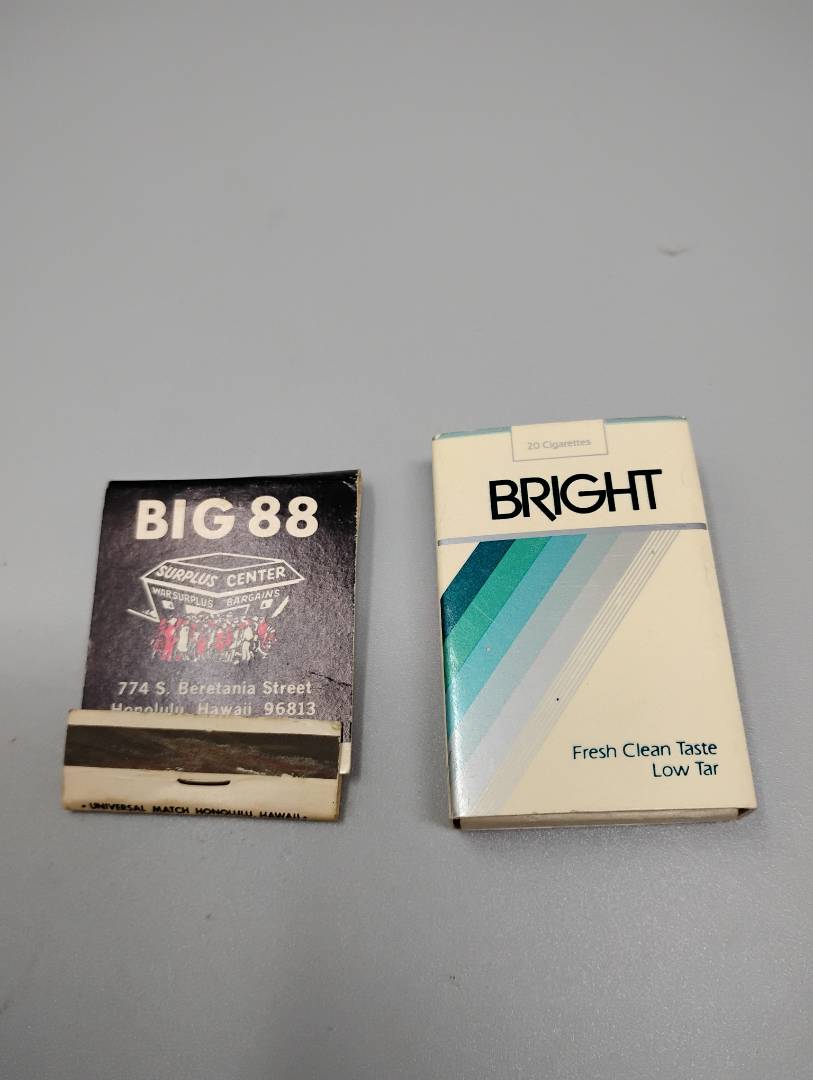 BIG 88
SURPLUS CENTER
WAR SURPLUS BARGAINS
774 S. Beretania Street
Honolulu, Hawaii 96813
• UNIVERSAL MATCH HONOLULU, HAWAII •
20 Cigarettes
BRIGHT
Fresh Clean Taste
Low Tar